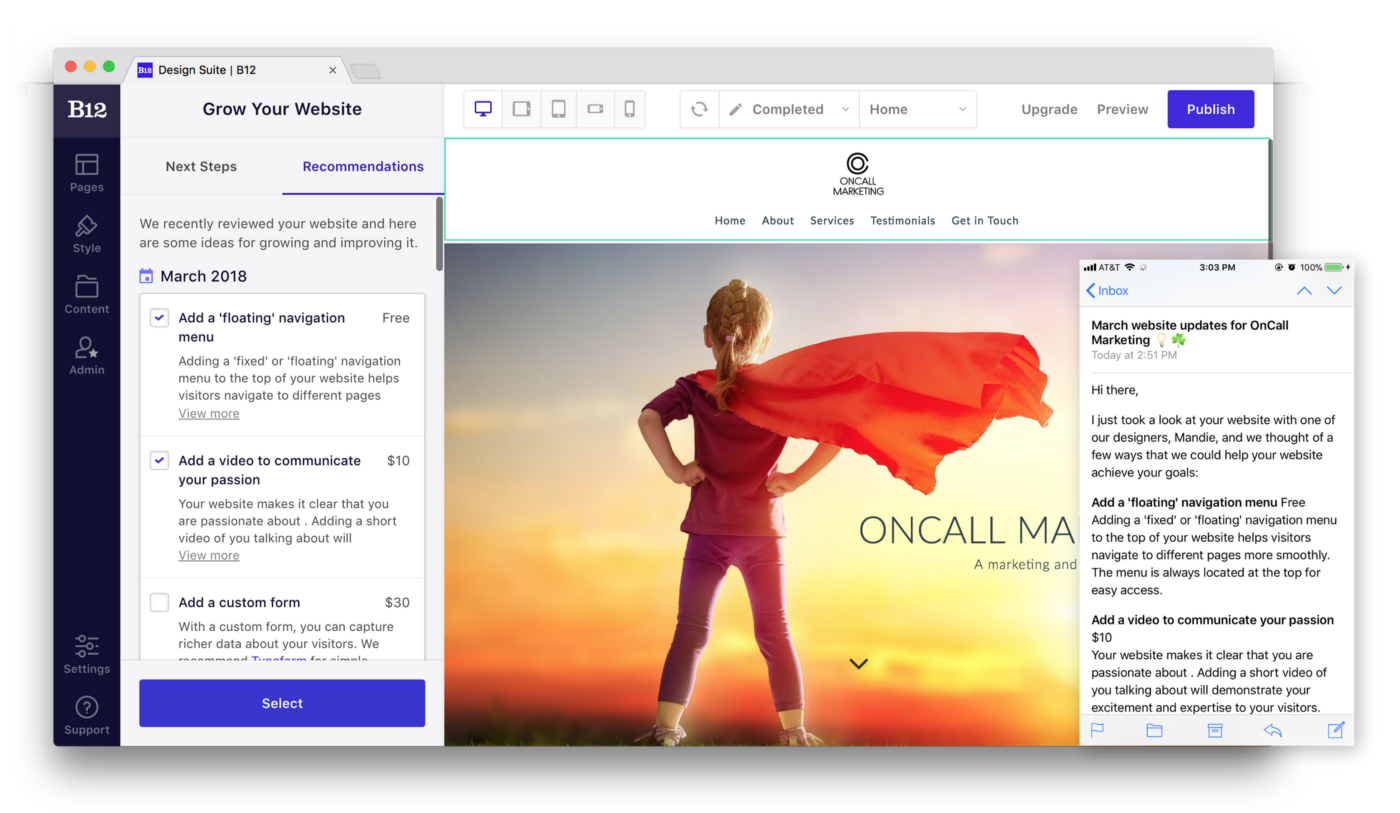 B12 Design Suite | B12
B12
Grow Your Website
Completed
Home
Upgrade
Preview
Publish
Pages
Style
Content
Admin
Settings
Support
Next Steps
Recommendations
We recently reviewed your website and here
are some ideas for growing and improving it.
March 2018
Add a 'floating' navigation Free
menu
Adding a 'fixed' or 'floating' navigation
menu to the top of your website helps
visitors navigate to different pages
View more
Add a video to communicate $10
your passion
Your website makes it clear that you
are passionate about . Adding a short
video of you talking about will
View more
Add a custom form $30
With a custom form, you can capture
richer data about your visitors. We
recommend Typeform for simple
Select
ONCALL
MARKETING
Home About Services Testimonials Get in Touch
ONCALL MA
A marketing and
AT&T 3:03 PM 100%
Inbox
March website updates for OnCall
Marketing 💡 ☘️
Today at 2:51 PM
Hi there,
I just took a look at your website with one of
our designers, Mandie, and we thought of a
few ways that we could help your website
achieve your goals:
Add a 'floating' navigation menu Free
Adding a 'fixed' or 'floating' navigation menu
to the top of your website helps visitors
navigate to different pages more smoothly.
The menu is always located at the top for
easy access.
Add a video to communicate your passion
$10
Your website makes it clear that you are
passionate about . Adding a short video of
you talking about will demonstrate your
excitement and expertise to your visitors.